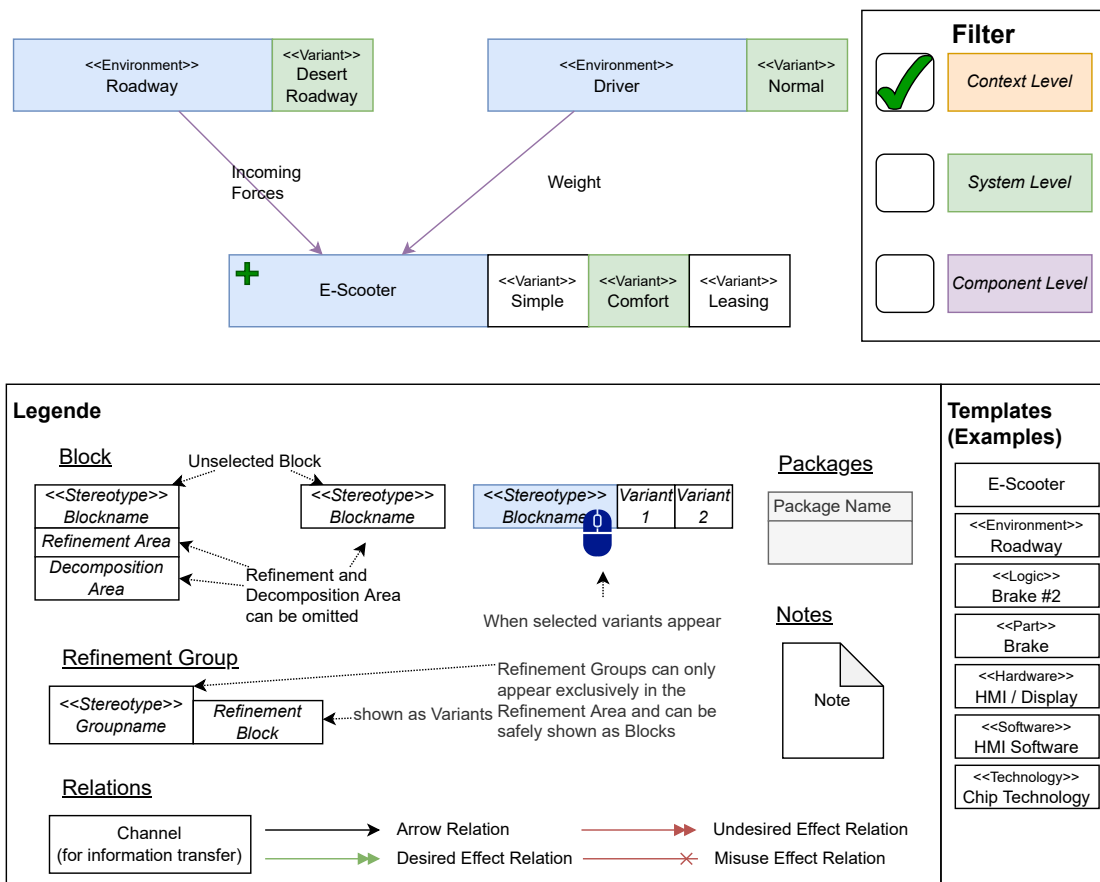 <<Environment>>
Roadway
<<Variant>>
Desert
Roadway
<<Environment>>
Driver
<<Variant>>
Normal
Incoming
Forces
Weight
E-Scooter
<<Variant>>
Simple
<<Variant>>
Comfort
<<Variant>>
Leasing
Filter
Context Level
System Level
Component Level
Legende
Block
Unselected Block
<<Stereotype>>
Blockname
Refinement Area
Decomposition
Area
<<Stereotype>>
Blockname
Refinement and
Decomposition Area
can be omitted
<<Stereotype>>
Blockname
Variant
1
Variant
2
When selected variants appear
Packages
Package Name
Refinement Group
<<Stereotype>>
Groupname
Refinement
Block
shown as Variants
Refinement Groups can only
appear exclusively in the
Refinement Area and can be
safely shown as Blocks
Notes
Note
Relations
Channel
(for information transfer)
Arrow Relation
Desired Effect Relation
Undesired Effect Relation
Misuse Effect Relation
Templates
(Examples)
E-Scooter
<<Environment>>
Roadway
<<Logic>>
Brake #2
<<Part>>
Brake
<<Hardware>>
HMI / Display
<<Software>>
HMI Software
<<Technology>>
Chip Technology